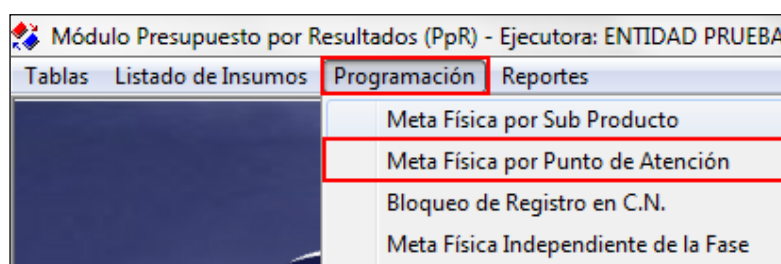 Módulo Presupuesto por Resultados (PpR) - Ejecutora: ENTIDAD PRUEBA
Tablas Listado de Insumos Programación Reportes
Meta Física por Sub Producto
Meta Física por Punto de Atención
Bloqueo de Registro en C.N.
Meta Física Independiente de la Fase